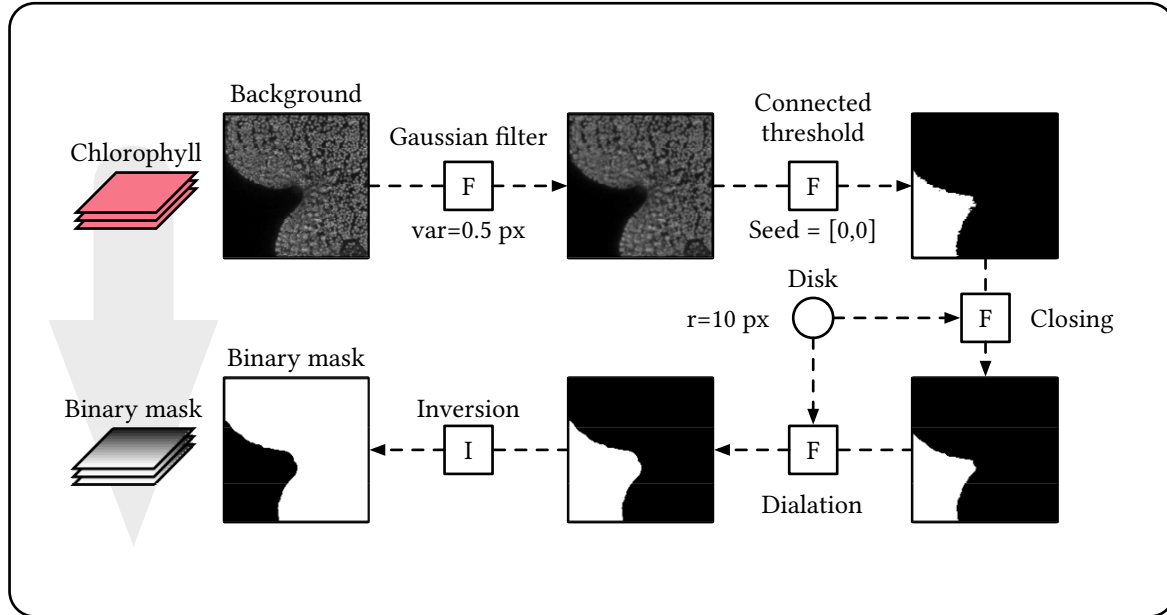 Background
Connected
threshold
Gaussian filter
Chlorophyll
F
F
var=0.5 px
Seed = [0,0]
Disk
r=10 px
F
Closing
Binary mask
Binary mask
Inversion
I
F
Dialation